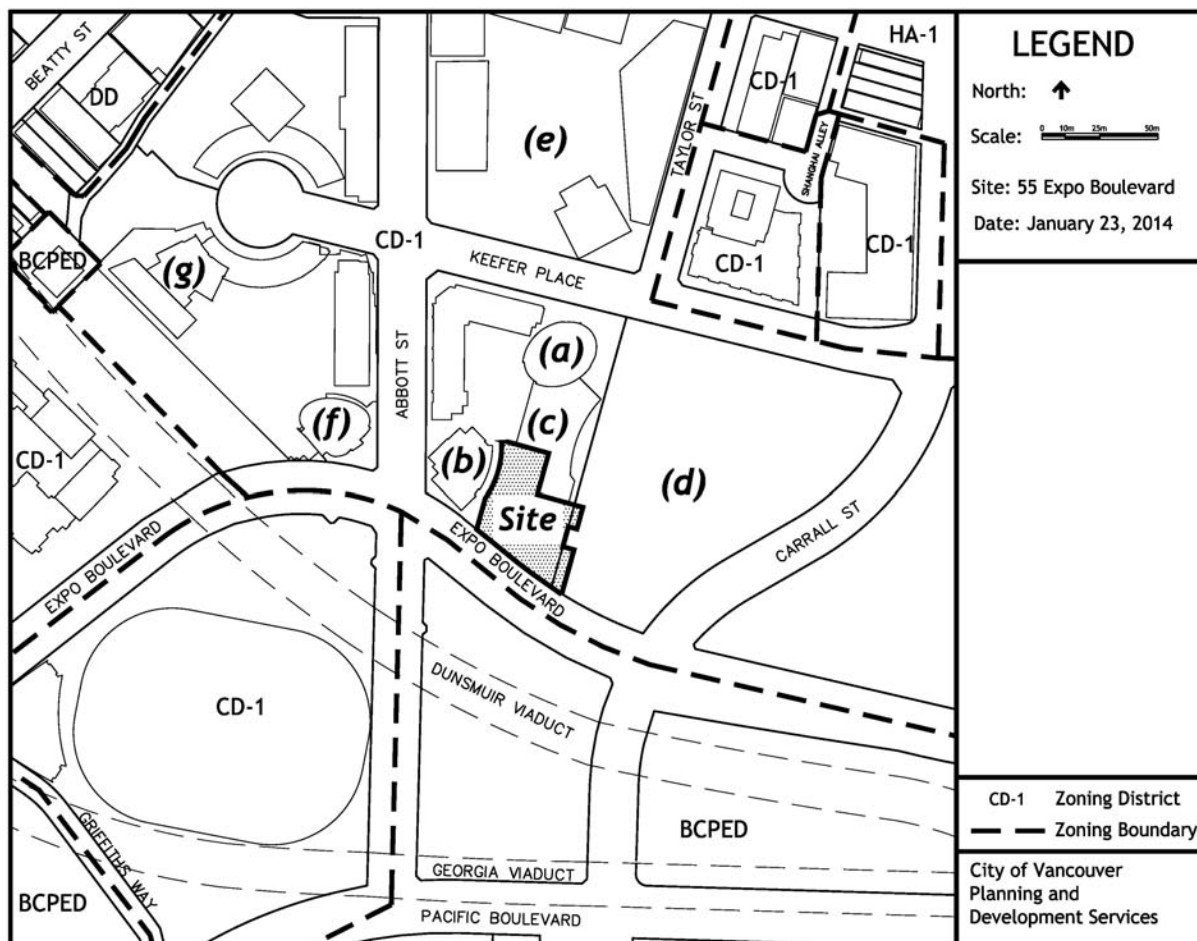 BEATTY ST
DD
HA-1
CD-1
TAYLOR ST
SHANGHAI ALLEY
(e)
CD-1
BCPED
(g)
KEEFER PLACE
CD-1
CD-1
ABBOTT ST
(a)
(f)
(c)
(b)
(d)
CD-1
Site
CARRALL ST
EXPO BOULEVARD
EXPO BOULEVARD
CD-1
DUNSMUIR VIADUCT
BCPED
GRIFFITHS WAY
GEORGIA VIADUCT
BCPED
PACIFIC BOULEVARD
LEGEND
North:
Scale: 0 10m 25m 50m
Site: 55 Expo Boulevard
Date: January 23, 2014
CD-1 Zoning District
Zoning Boundary
City of Vancouver
Planning and
Development Services